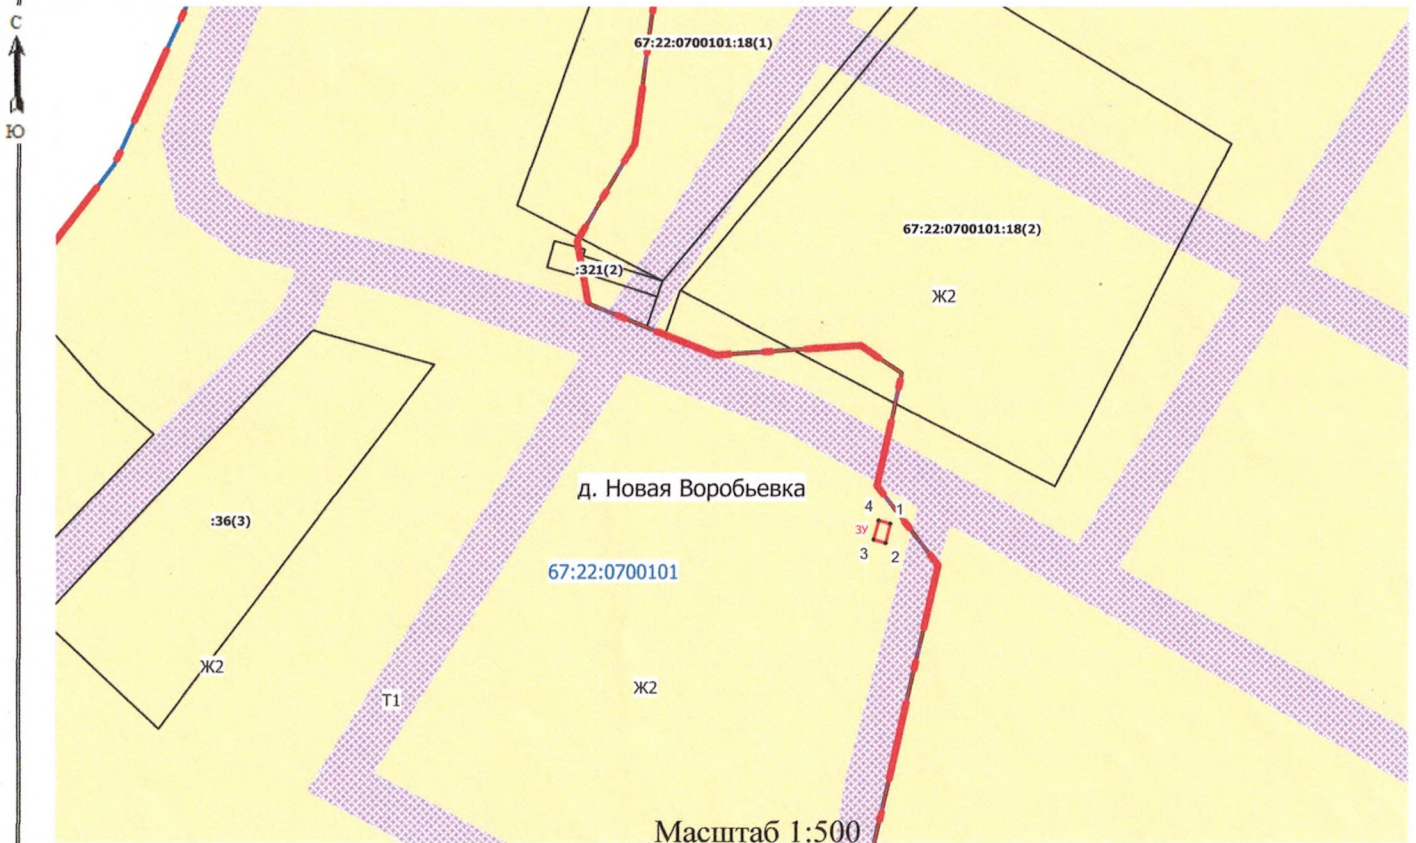 С
Ю
67:22:0700101:18(1)
67:22:0700101:18(2)
:321(2)
Ж2
д. Новая Воробьевка
4
1
ЗУ
3
2
:36(3)
67:22:0700101
Ж2
Ж2
Т1
Масштаб 1:500